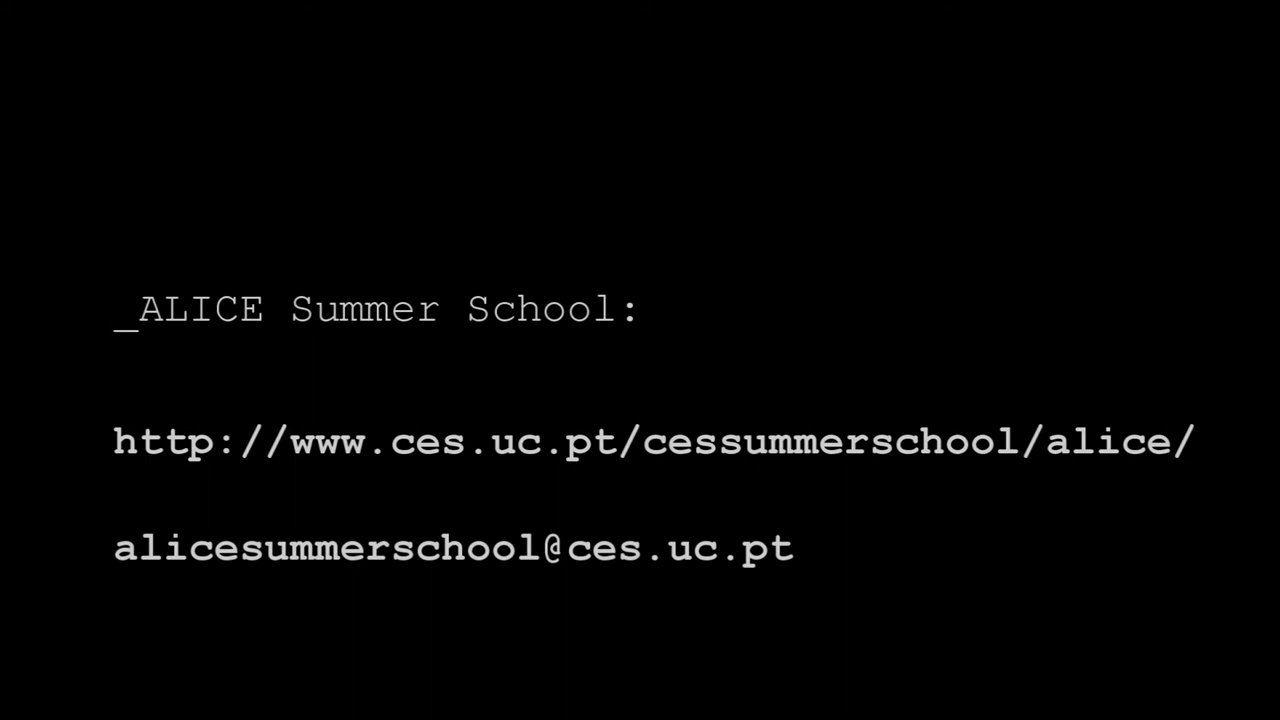 _ALICE Summer School:
http://www.ces.uc.pt/cessummerschool/alice/
alicesummerschool@ces.uc.pt